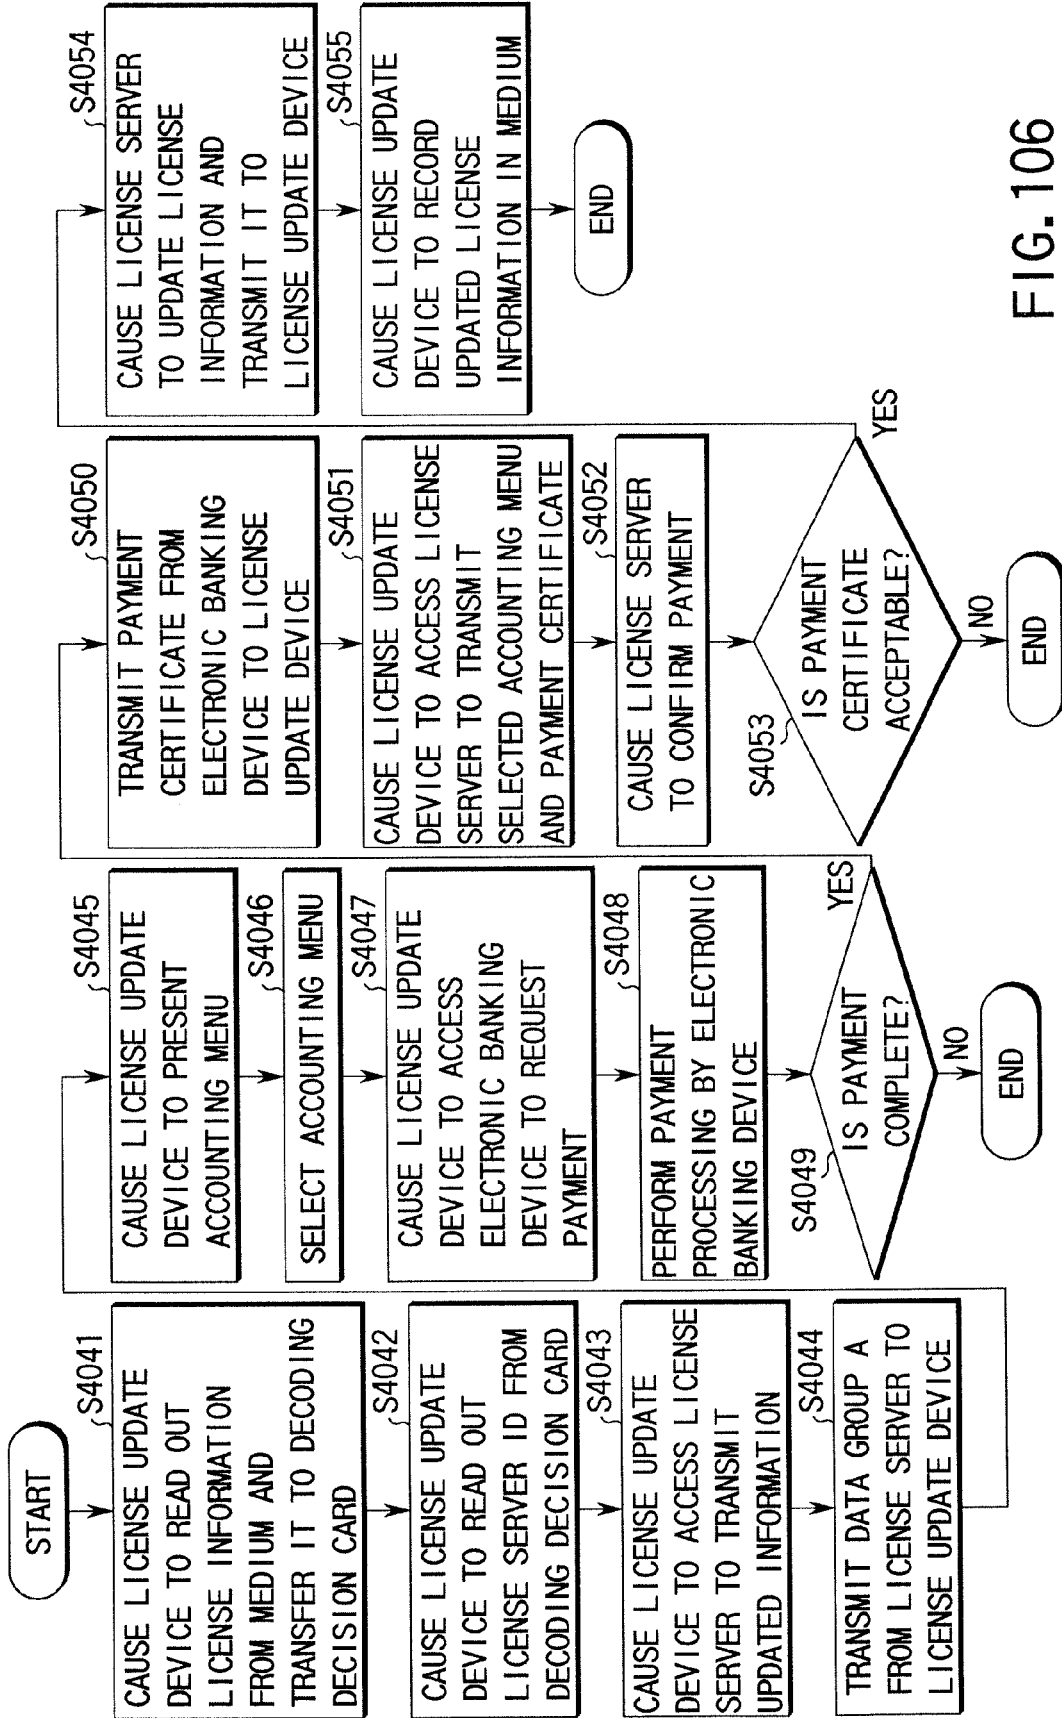 START
S4041
CAUSE LICENSE UPDATE
DEVICE TO READ OUT
LICENSE INFORMATION
FROM MEDIUM AND
TRANSFER IT TO DECODING
DECISION CARD
S4042
CAUSE LICENSE UPDATE
DEVICE TO READ OUT
LICENSE SERVER ID FROM
DECODING DECISION CARD
S4043
CAUSE LICENSE UPDATE
DEVICE TO ACCESS LICENSE
SERVER TO TRANSMIT
UPDATED INFORMATION
S4044
TRANSMIT DATA GROUP A
FROM LICENSE SERVER TO
LICENSE UPDATE DEVICE
S4045
CAUSE LICENSE UPDATE
DEVICE TO PRESENT
ACCOUNTING MENU
S4046
SELECT ACCOUNTING MENU
S4047
CAUSE LICENSE UPDATE
DEVICE TO ACCESS
ELECTRONIC BANKING
DEVICE TO REQUEST
PAYMENT
S4048
PERFORM PAYMENT
PROCESSING BY ELECTRONIC
BANKING DEVICE
S4049
IS PAYMENT
COMPLETE?
YES
NO
END
S4050
TRANSMIT PAYMENT
CERTIFICATE FROM
ELECTRONIC BANKING
DEVICE TO LICENSE
UPDATE DEVICE
S4051
CAUSE LICENSE UPDATE
DEVICE TO ACCESS LICENSE
SERVER TO TRANSMIT
SELECTED ACCOUNTING MENU
AND PAYMENT CERTIFICATE
S4052
CAUSE LICENSE SERVER
TO CONFIRM PAYMENT
S4053
IS PAYMENT
CERTIFICATE
ACCEPTABLE?
YES
NO
END
S4054
CAUSE LICENSE SERVER
TO UPDATE LICENSE
INFORMATION AND
TRANSMIT IT TO
LICENSE UPDATE DEVICE
S4055
CAUSE LICENSE UPDATE
DEVICE TO RECORD
UPDATED LICENSE
INFORMATION IN MEDIUM
END
FIG. 106